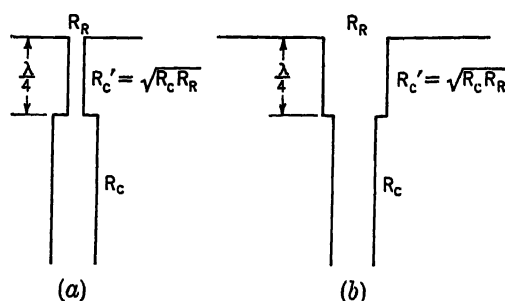 R_R
λ/4
R_c' = √R_c R_R
R_c
(a)
R_R
λ/4
R_c' = √R_c R_R
R_c
(b)